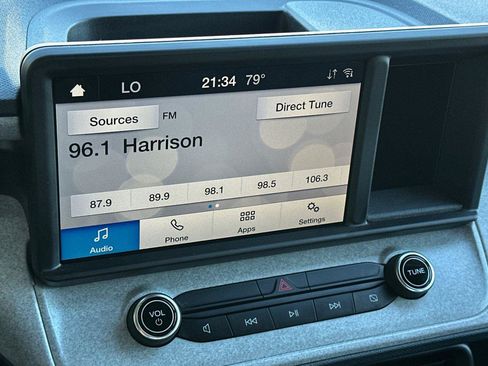 LO 21:34 79°
Sources FM Direct Tune
96.1 Harrison
87.9 89.9 98.1 98.5 106.3
Audio Phone Apps Settings
VOL TUNE